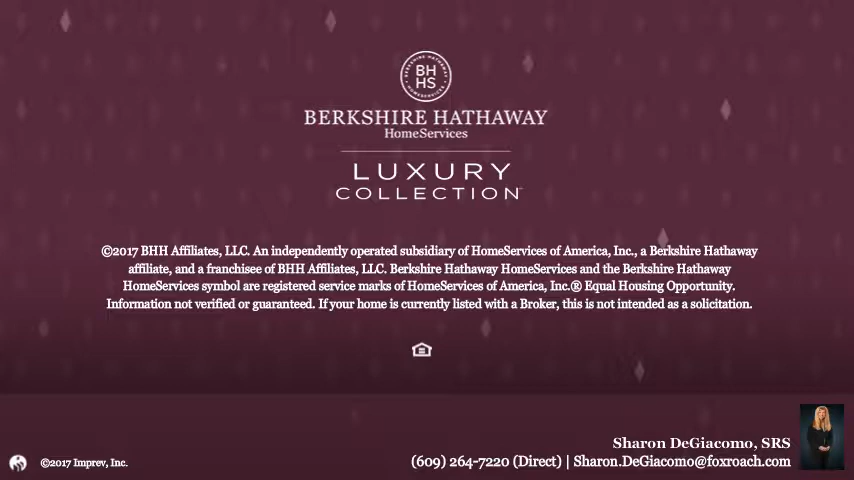 BERKSHIRE HATHAWAY HOMESERVICES
BH
HS
BERKSHIRE HATHAWAY
HomeServices
LUXURY
COLLECTION
©2017 BHH Affiliates, LLC. An independently operated subsidiary of HomeServices of America, Inc., a Berkshire Hathaway
affiliate, and a franchisee of BHH Affiliates, LLC. Berkshire Hathaway HomeServices and the Berkshire Hathaway
HomeServices symbol are registered service marks of HomeServices of America, Inc.® Equal Housing Opportunity.
Information not verified or guaranteed. If your home is currently listed with a Broker, this is not intended as a solicitation.
Sharon DeGiacomo, SRS
(609) 264-7220 (Direct) | Sharon.DeGiacomo@foxroach.com
©2017 Imprev, Inc.